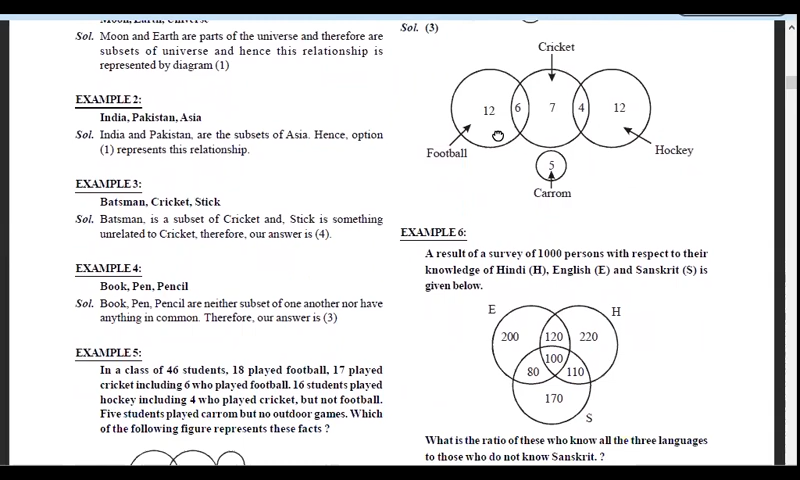 Moon, Earth, Universe
Sol. Moon and Earth are parts of the universe and therefore are
subsets of universe and hence this relationship is
represented by diagram (1)
EXAMPLE 2:
India, Pakistan, Asia
Sol. India and Pakistan, are the subsets of Asia. Hence, option
(1) represents this relationship.
EXAMPLE 3:
Batsman, Cricket, Stick
Sol. Batsman, is a subset of Cricket and, Stick is something
unrelated to Cricket, therefore, our answer is (4).
EXAMPLE 4:
Book, Pen, Pencil
Sol. Book, Pen, Pencil are neither subset of one another nor have
anything in common. Therefore, our answer is (3)
EXAMPLE 5:
In a class of 46 students, 18 played football, 17 played
cricket including 6 who played football. 16 students played
hockey including 4 who played cricket, but not football.
Five students played carrom but no outdoor games. Which
of the following figure represents these facts ?
Sol. (3)
Cricket
12 6 7 4 12
Football
Hockey
5
Carrom
EXAMPLE 6:
A result of a survey of 1000 persons with respect to their
knowledge of Hindi (H), English (E) and Sanskrit (S) is
given below.
E
H
200 120 220
100
80 110
170
S
What is the ratio of these who know all the three languages
to those who do not know Sanskrit. ?